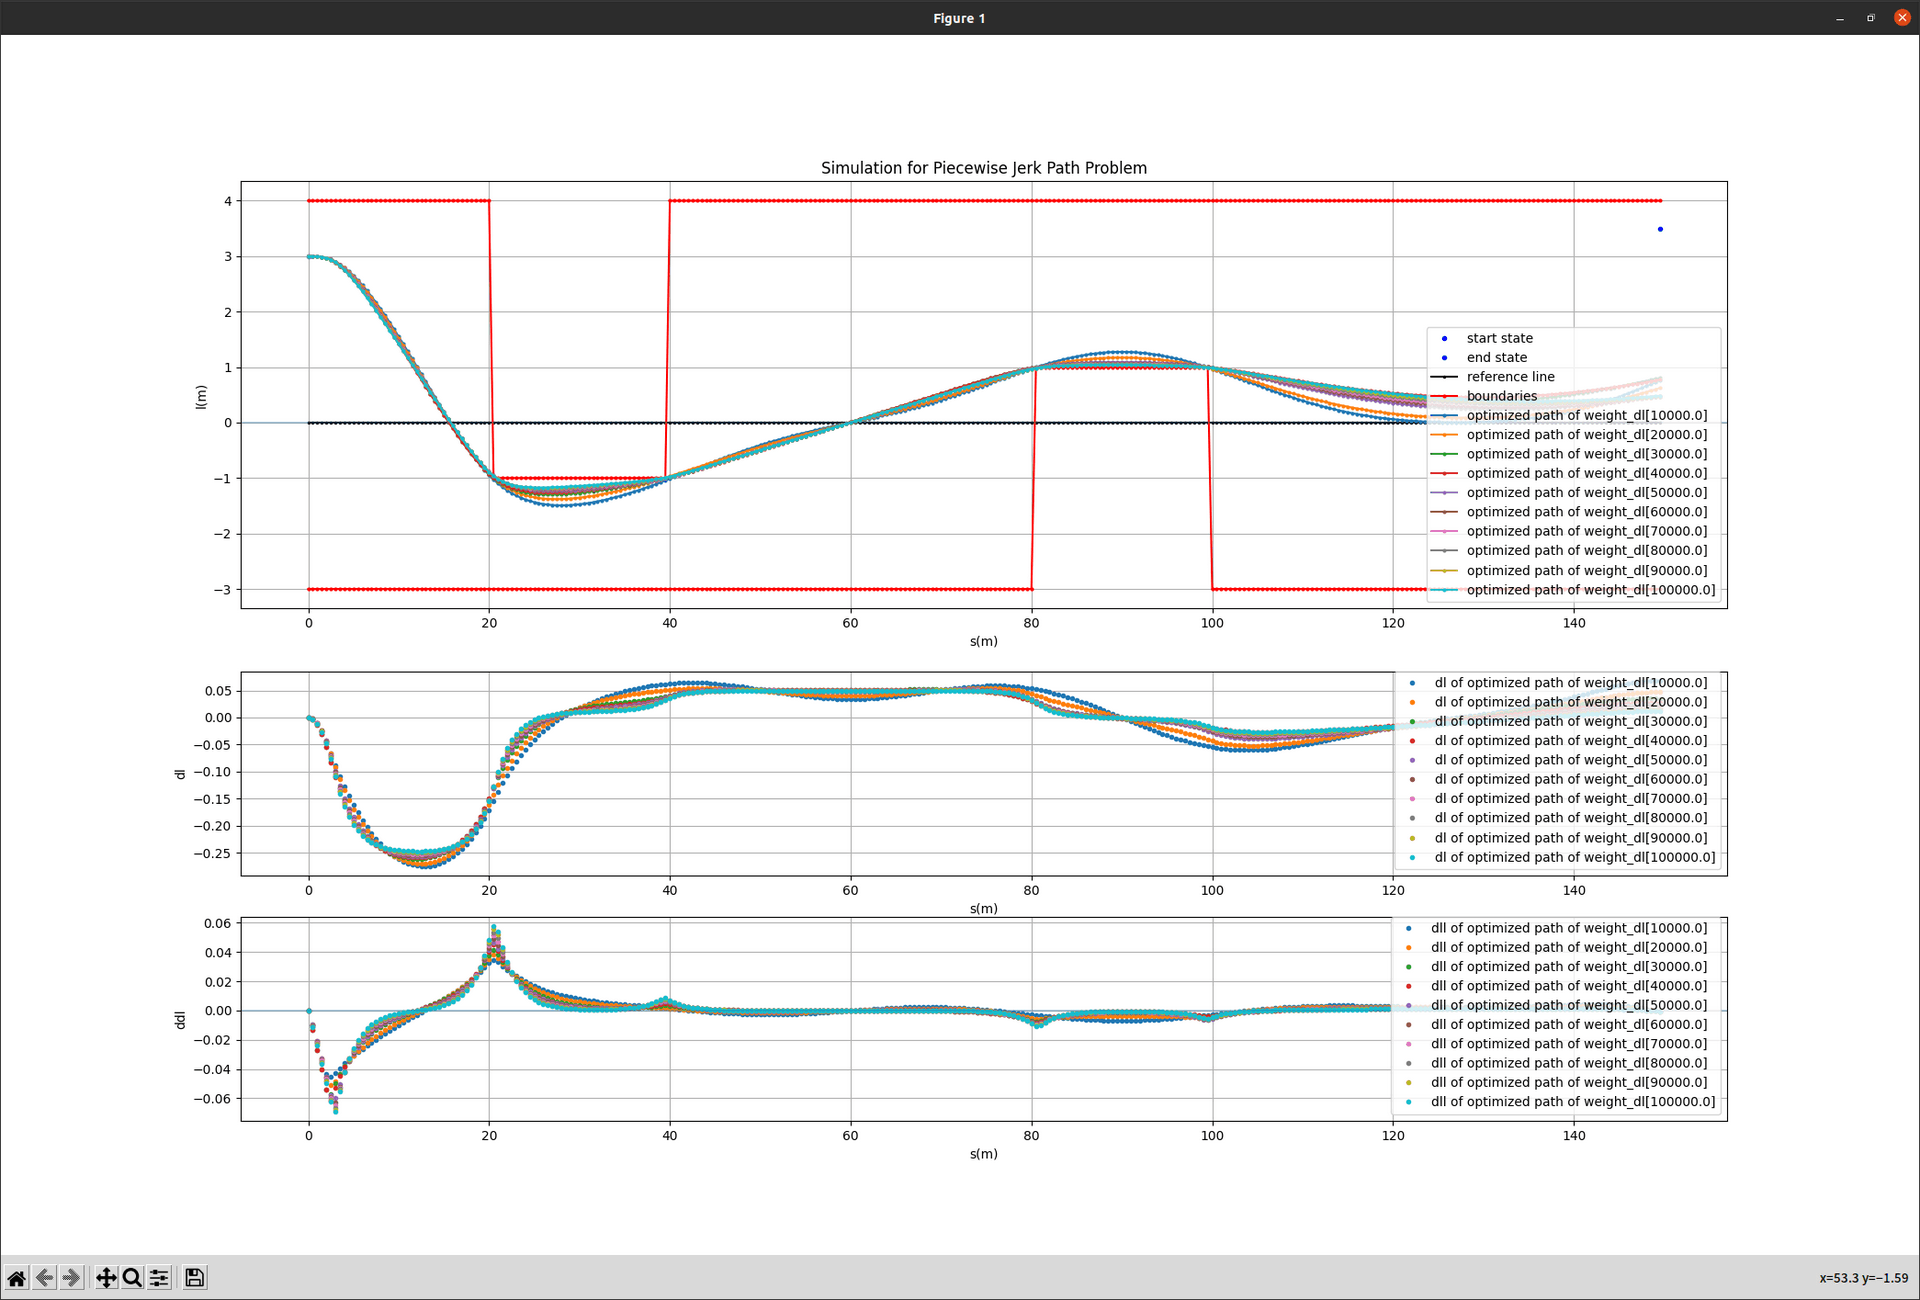 Figure 1
Simulation for Piecewise Jerk Path Problem
l(m)
4
3
2
1
0
−1
−2
−3
start state
end state
reference line
boundaries
optimized path of weight_dl[10000.0]
optimized path of weight_dl[20000.0]
optimized path of weight_dl[30000.0]
optimized path of weight_dl[40000.0]
optimized path of weight_dl[50000.0]
optimized path of weight_dl[60000.0]
optimized path of weight_dl[70000.0]
optimized path of weight_dl[80000.0]
optimized path of weight_dl[90000.0]
optimized path of weight_dl[100000.0]
0 20 40 60 80 100 120 140
s(m)
dl
0.05
0.00
−0.05
−0.10
−0.15
−0.20
−0.25
dl of optimized path of weight_dl[10000.0]
dl of optimized path of weight_dl[20000.0]
dl of optimized path of weight_dl[30000.0]
dl of optimized path of weight_dl[40000.0]
dl of optimized path of weight_dl[50000.0]
dl of optimized path of weight_dl[60000.0]
dl of optimized path of weight_dl[70000.0]
dl of optimized path of weight_dl[80000.0]
dl of optimized path of weight_dl[90000.0]
dl of optimized path of weight_dl[100000.0]
0 20 40 60 80 100 120 140
s(m)
ddl
0.06
0.04
0.02
0.00
−0.02
−0.04
−0.06
dll of optimized path of weight_dl[10000.0]
dll of optimized path of weight_dl[20000.0]
dll of optimized path of weight_dl[30000.0]
dll of optimized path of weight_dl[40000.0]
dll of optimized path of weight_dl[50000.0]
dll of optimized path of weight_dl[60000.0]
dll of optimized path of weight_dl[70000.0]
dll of optimized path of weight_dl[80000.0]
dll of optimized path of weight_dl[90000.0]
dll of optimized path of weight_dl[100000.0]
0 20 40 60 80 100 120 140
s(m)
x=53.3 y=−1.59